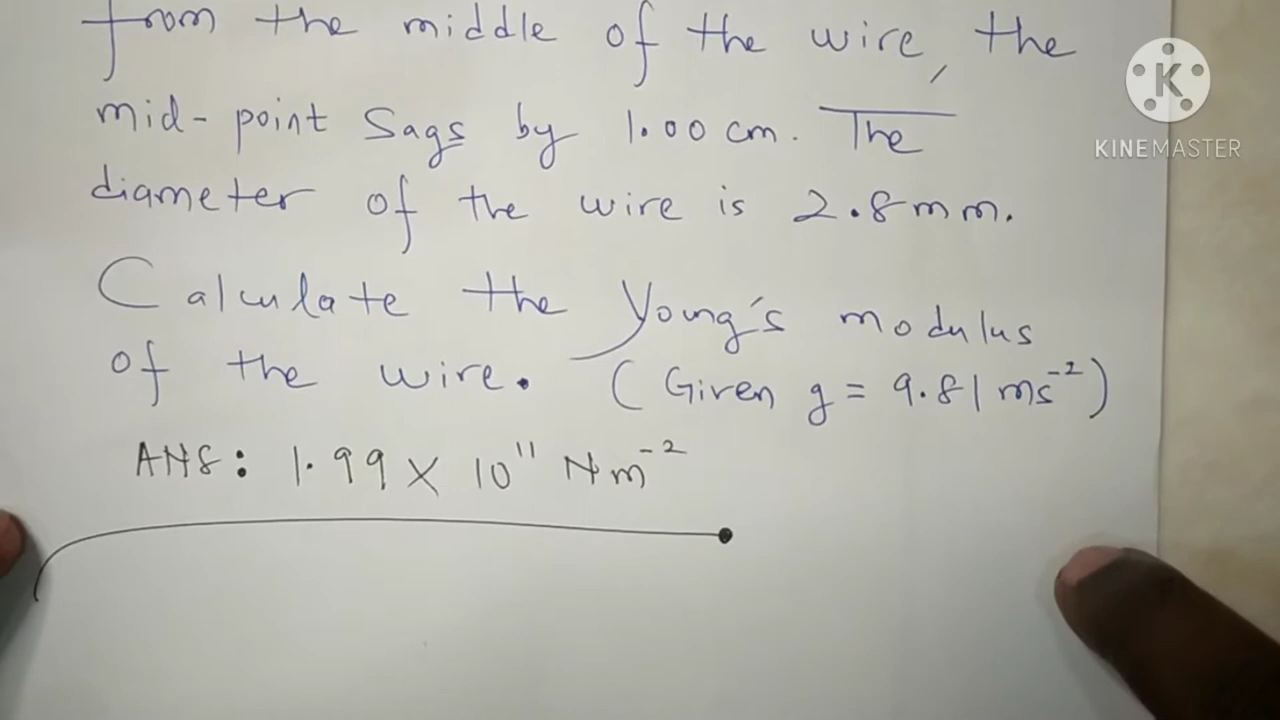 from the middle of the wire, the
mid-point Sags by 1.00 cm. The
diameter of the wire is 2.8mm.
Calculate the Young's modulus
of the wire. (Given g = 9.81 ms⁻²)
ANS: 1.99 × 10¹¹ Nm⁻²
K
KINEMASTER